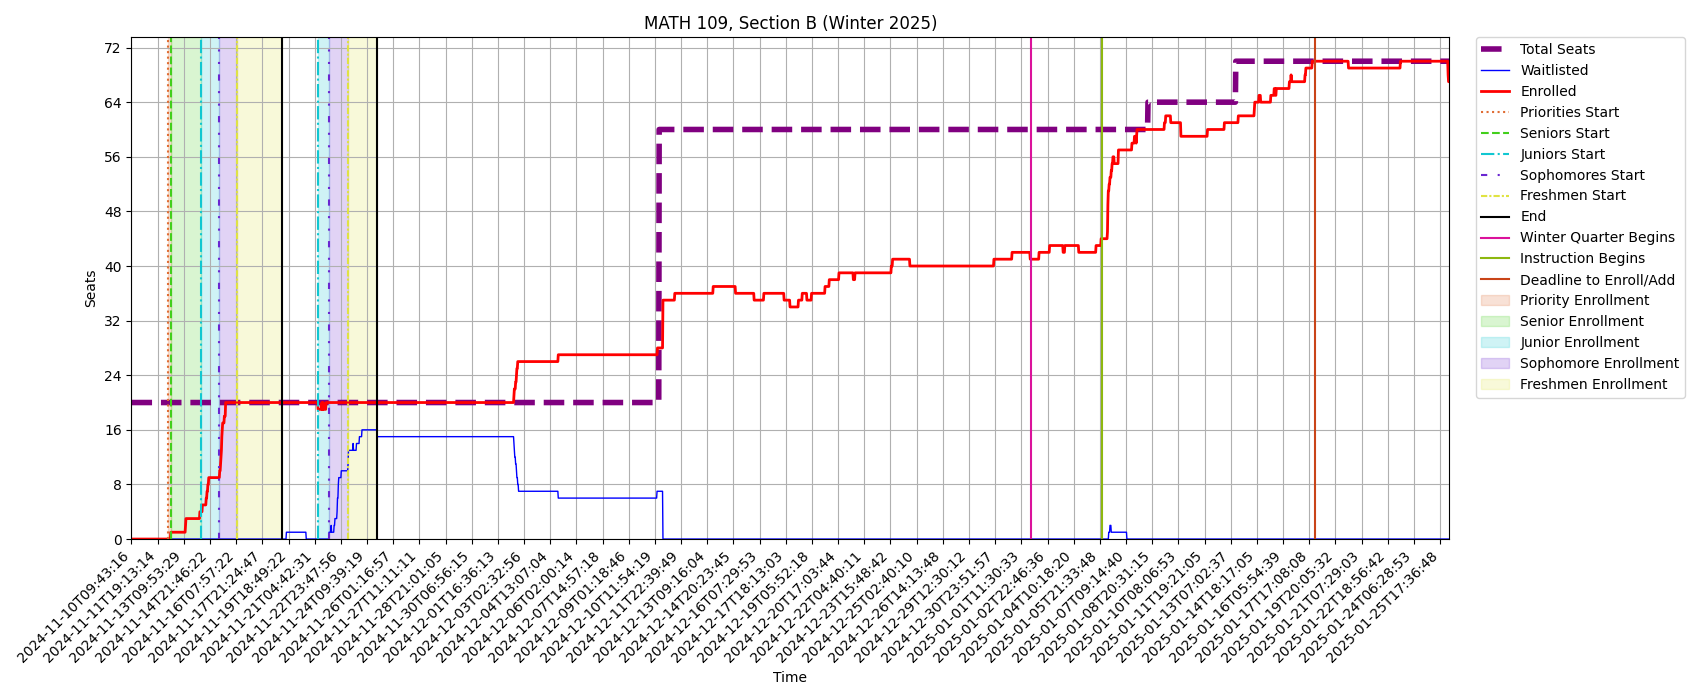 MATH 109, Section B (Winter 2025)
Seats
72
64
56
48
40
32
24
16
8
0
2024-11-10T09:43:16
2024-11-11T19:13:14
2024-11-13T09:53:29
2024-11-14T21:46:22
2024-11-16T07:57:22
2024-11-17T21:24:47
2024-11-19T18:49:22
2024-11-21T04:42:31
2024-11-22T23:47:56
2024-11-24T09:39:19
2024-11-26T01:16:57
2024-11-27T11:11:11
2024-11-28T21:01:05
2024-11-30T06:56:15
2024-12-01T16:36:13
2024-12-03T02:32:56
2024-12-04T13:07:04
2024-12-06T02:00:14
2024-12-07T14:57:18
2024-12-09T01:18:46
2024-12-10T11:54:19
2024-12-11T22:39:49
2024-12-13T09:16:04
2024-12-14T20:23:45
2024-12-16T07:29:53
2024-12-17T18:13:03
2024-12-19T05:52:18
2024-12-20T17:03:44
2024-12-22T04:40:11
2024-12-23T15:48:42
2024-12-25T02:40:10
2024-12-26T14:13:48
2024-12-29T12:30:12
2024-12-30T23:51:57
2025-01-01T11:30:33
2025-01-02T22:46:36
2025-01-04T10:18:20
2025-01-05T21:33:48
2025-01-07T09:14:40
2025-01-08T20:31:15
2025-01-10T08:06:53
2025-01-11T19:21:05
2025-01-13T07:02:37
2025-01-14T18:17:05
2025-01-16T05:54:39
2025-01-17T17:08:08
2025-01-19T20:05:32
2025-01-21T07:29:03
2025-01-22T18:56:42
2025-01-24T06:28:53
2025-01-25T17:36:48
Time
Total Seats
Waitlisted
Enrolled
Priorities Start
Seniors Start
Juniors Start
Sophomores Start
Freshmen Start
End
Winter Quarter Begins
Instruction Begins
Deadline to Enroll/Add
Priority Enrollment
Senior Enrollment
Junior Enrollment
Sophomore Enrollment
Freshmen Enrollment